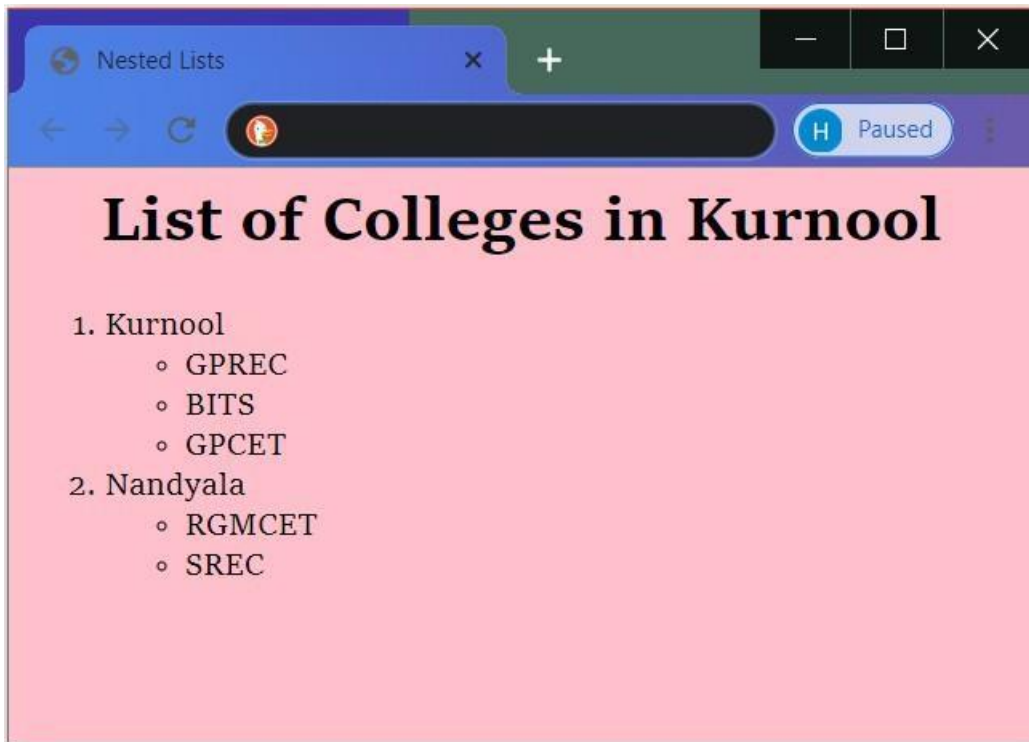 Nested Lists
H Paused
List of Colleges in Kurnool
1. Kurnool
GPREC
BITS
GPCET
2. Nandyala
RGMCET
SREC